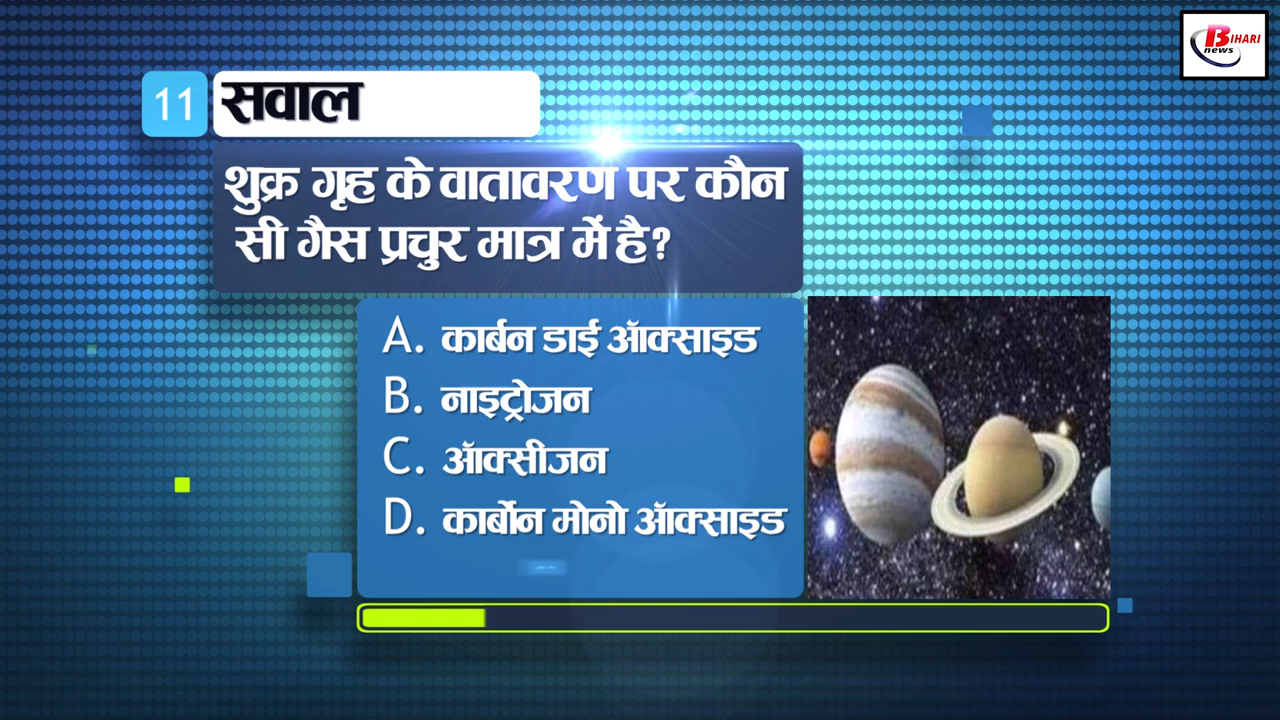 BIHARI
news
11 सवाल
शुक्र गृह के वातावरण पर कौन
सी गैस प्रचुर मात्र में है?
A. कार्बन डाई ऑक्साइड
B. नाइट्रोजन
C. ऑक्सीजन
D. कार्बोन मोनो ऑक्साइड